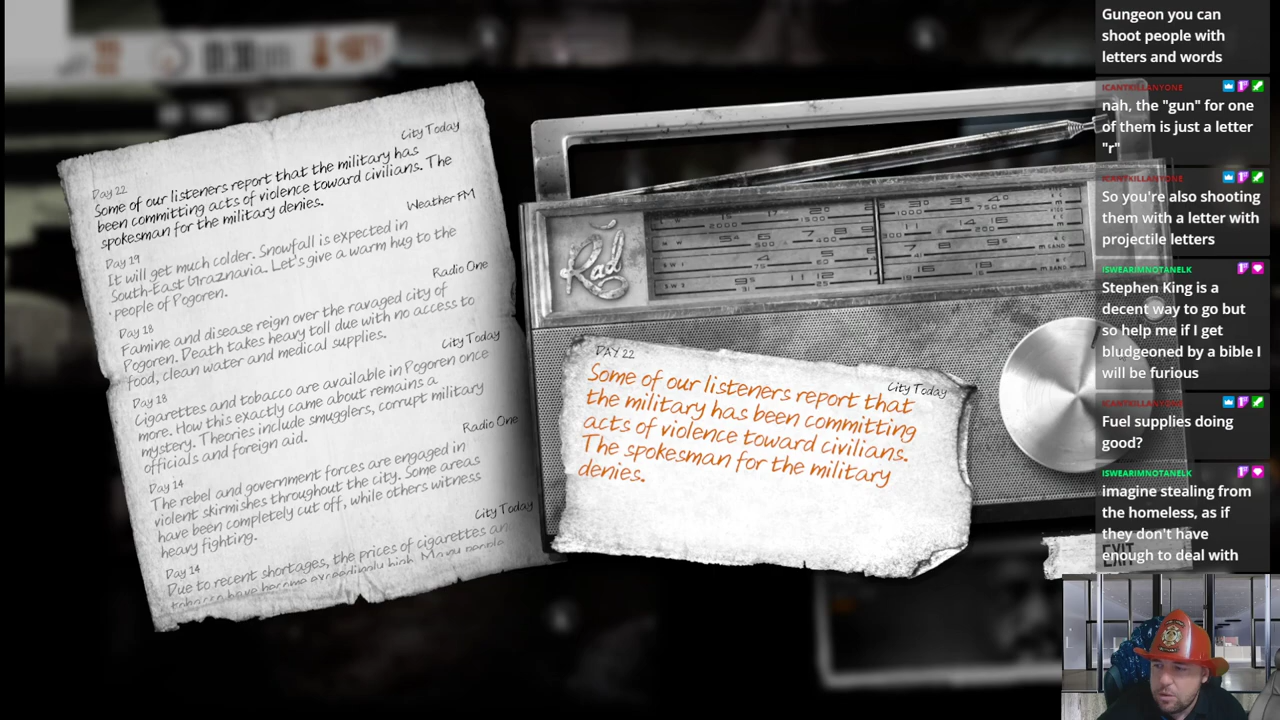 City Today
Day 22
Some of our listeners report that the military has
been committing acts of violence toward civilians. The
spokesman for the military denies.
Weather FM
Day 19
It will get much colder. Snowfall is expected in
South-East Graznavia. Let's give a warm hug to the
people of Pogoren.
Radio One
Day 18
Famine and disease reign over the ravaged city of
Pogoren. Death takes heavy toll due with no access to
food, clean water and medical supplies.
City Today
Day 18
Cigarettes and tobacco are available in Pogoren once
more. How this exactly came about remains a
mystery. Theories include smugglers, corrupt military
officials and foreign aid.
Radio One
Day 14
The rebel and government forces are engaged in
violent skirmishes throughout the city. Some areas
have been completely cut off, while others witness
heavy fighting.
City Today
Day 14
Due to recent shortages, the prices of cigarettes
tobacco have become exceedingly high. Many people
Rad
DAY 22
City Today
Some of our listeners report that
the military has been committing
acts of violence toward civilians.
The spokesman for the military
denies.
EXIT
Gungeon you can
shoot people with
letters and words
ICANTKILLANYONE
nah, the "gun" for one
of them is just a letter
"r"
ICANTKILLANYONE
So you're also shooting
them with a letter with
projectile letters
ISWEARIMNOTANELK
Stephen King is a
decent way to go but
so help me if I get
bludgeoned by a bible I
will be furious
ICANTKILLANYONE
Fuel supplies doing
good?
ISWEARIMNOTANELK
imagine stealing from
the homeless, as if
they don't have
enough to deal with